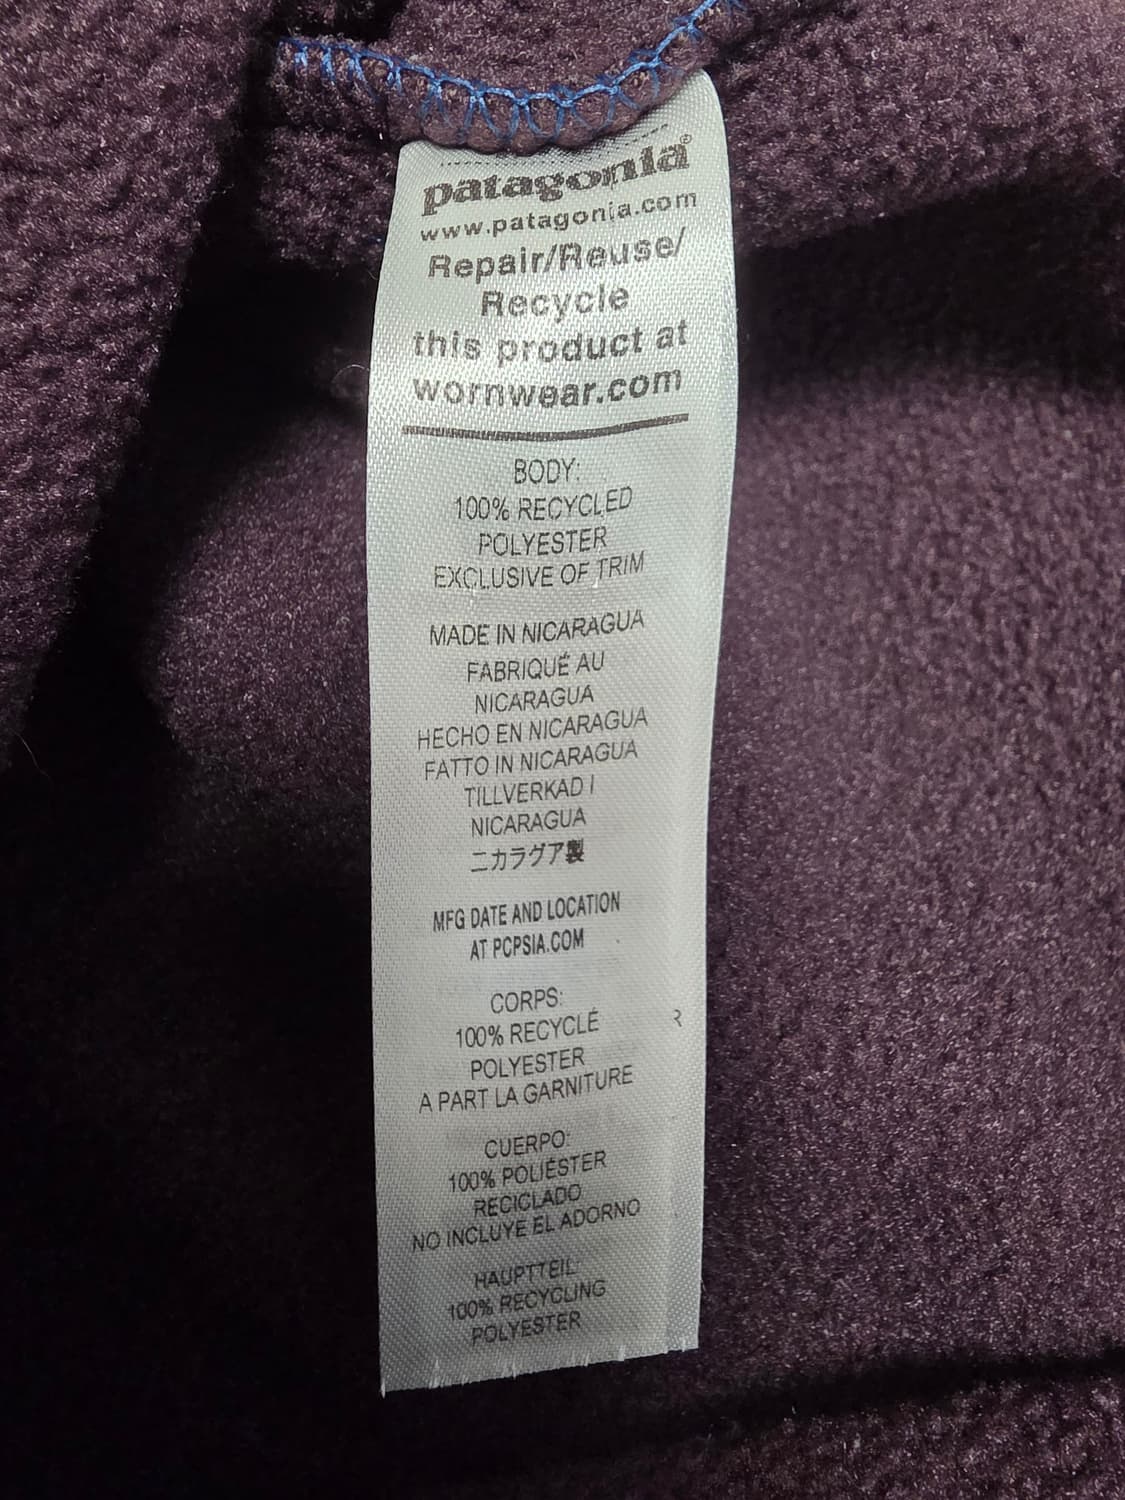 patagonia®
www.patagonia.com
Repair/Reuse/
Recycle
this product at
wornwear.com
BODY:
100% RECYCLED
POLYESTER
EXCLUSIVE OF TRIM
MADE IN NICARAGUA
FABRIQUÉ AU
NICARAGUA
HECHO EN NICARAGUA
FATTO IN NICARAGUA
TILLVERKAD I
NICARAGUA
ニカラグア製
MFG DATE AND LOCATION
AT PCPSIA.COM
CORPS:
100% RECYCLÉ
POLYESTER
A PART LA GARNITURE
R
CUERPO:
100% POLIÉSTER
RECICLADO
NO INCLUYE EL ADORNO
HAUPTTEIL:
100% RECYCLING
POLYESTER